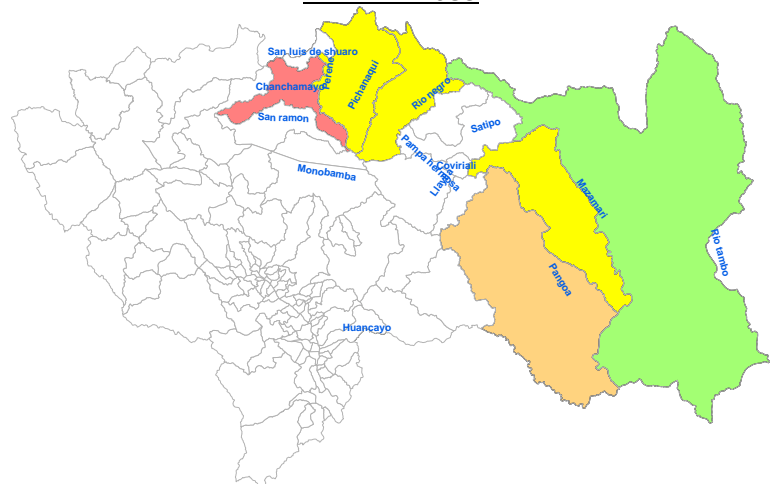 San luis de shuaro
Perene
Pichanaqui
Chanchamayo
Rio negro
San ramon
Satipo
Monobamba
Pampa hermosa
Coviriali
Mazamari
Rio tambo
Pangoa
Huancayo